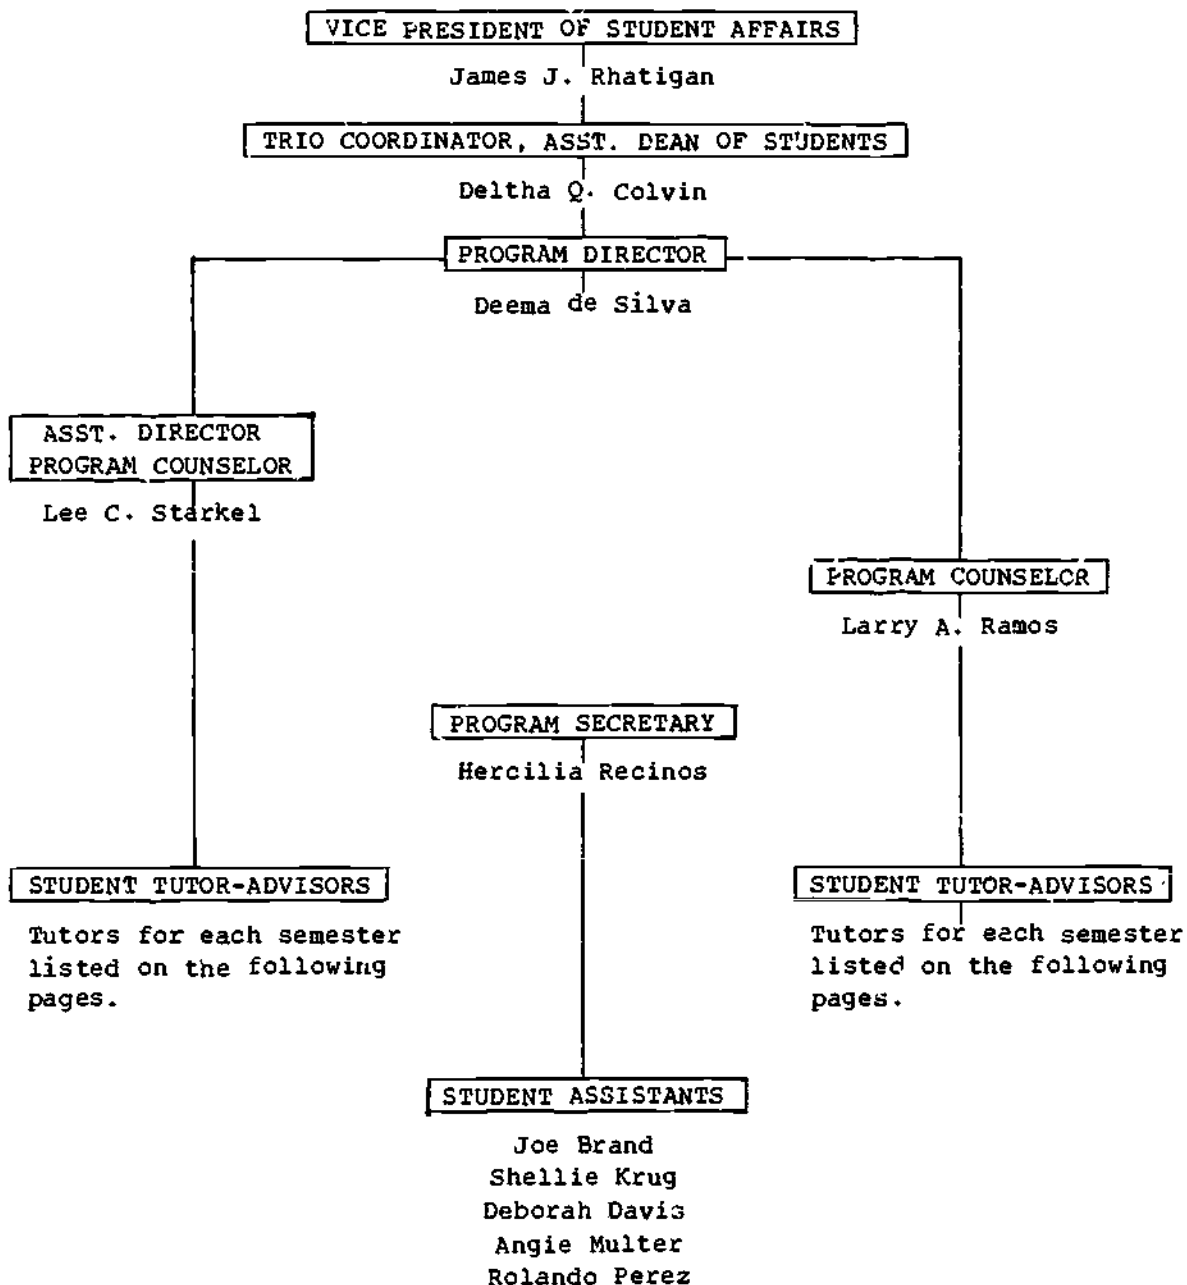 VICE PRESIDENT OF STUDENT AFFAIRS
James J. Rhatigan
TRIO COORDINATOR, ASST. DEAN OF STUDENTS
Deltha Q. Colvin
PROGRAM DIRECTOR
Deema de Silva
ASST. DIRECTOR
PROGRAM COUNSELOR
Lee C. Starkel
PROGRAM COUNSELOR
Larry A. Ramos
PROGRAM SECRETARY
Hercilia Recinos
STUDENT TUTOR-ADVISORS
Tutors for each semester
listed on the following
pages.
STUDENT TUTOR-ADVISORS
Tutors for each semester
listed on the following
pages.
STUDENT ASSISTANTS
Joe Brand
Shellie Krug
Deborah Davis
Angie Multer
Rolando Perez